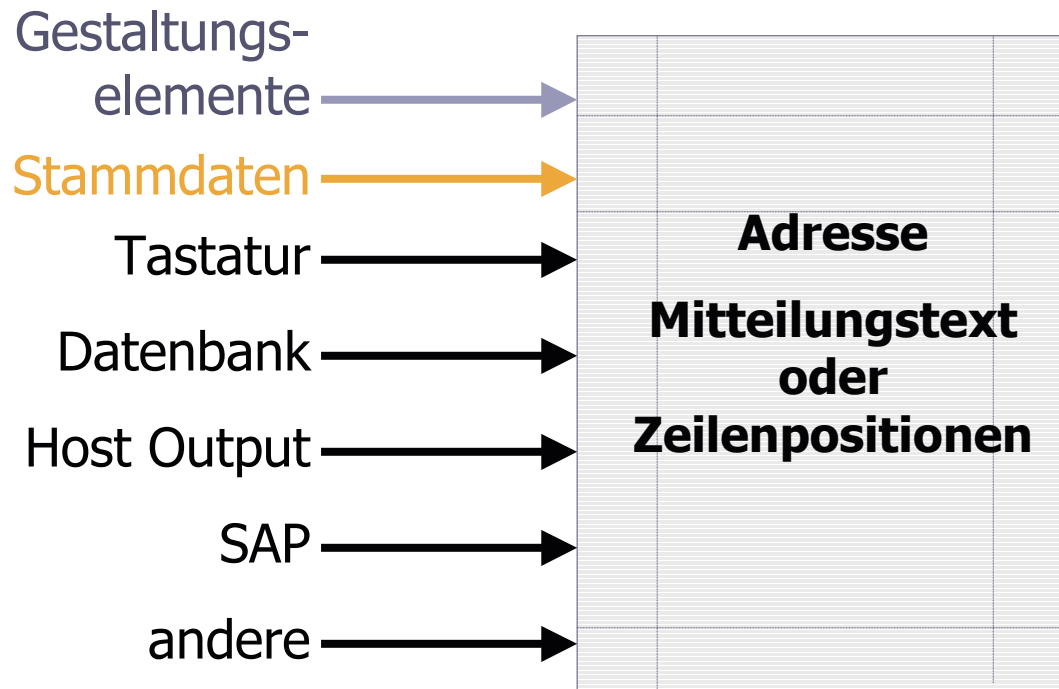 Gestaltungs-
elemente
Stammdaten
Tastatur
Datenbank
Host Output
SAP
andere
Adresse
Mitteilungstext
oder
Zeilenpositionen